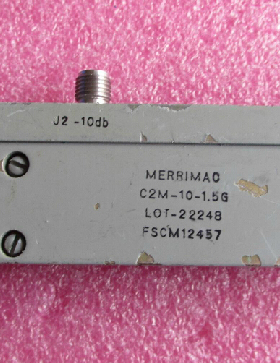 J2 -10db
MERRIMAC
C2M-10-1.5G
LOT-22248
FSCM12457